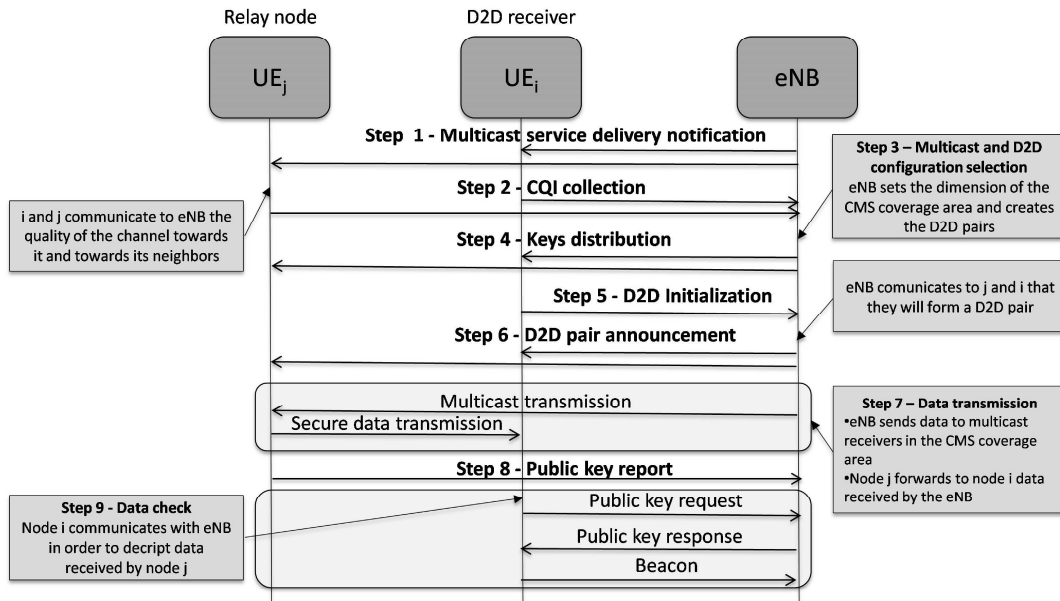 Relay node
D2D receiver
UEj
UEi
eNB
Step 1 - Multicast service delivery notification
Step 3 – Multicast and D2D
configuration selection
eNB sets the dimension of the
CMS coverage area and creates
the D2D pairs
Step 2 - CQI collection
i and j communicate to eNB the
quality of the channel towards
it and towards its neighbors
Step 4 - Keys distribution
eNB comunicates to j and i that
they will form a D2D pair
Step 5 - D2D Initialization
Step 6 - D2D pair announcement
Multicast transmission
Secure data transmission
Step 7 – Data transmission
•eNB sends data to multicast
receivers in the CMS coverage
area
•Node j forwards to node i data
received by the eNB
Step 8 - Public key report
Step 9 - Data check
Node i communicates with eNB
in order to decript data
received by node j
Public key request
Public key response
Beacon